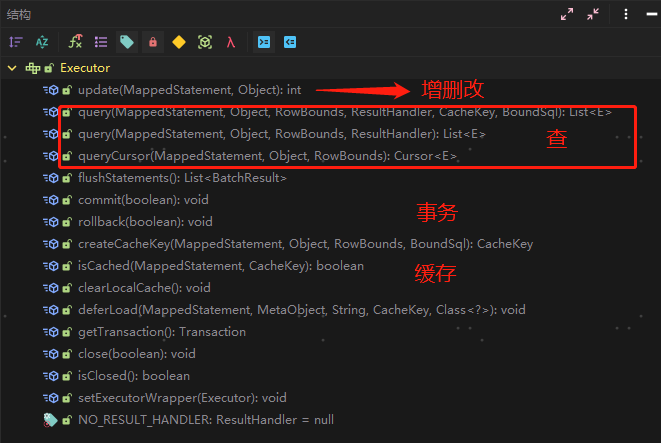 结构
Executor
update(MappedStatement, Object): int 增删改
query(MappedStatement, Object, RowBounds, ResultHandler, CacheKey, BoundSql): List<E>
query(MappedStatement, Object, RowBounds, ResultHandler): List<E> 查
queryCursor(MappedStatement, Object, RowBounds): Cursor<E>
flushStatements(): List<BatchResult>
commit(boolean): void
事务
rollback(boolean): void
createCacheKey(MappedStatement, Object, RowBounds, BoundSql): CacheKey
isCached(MappedStatement, CacheKey): boolean 缓存
clearLocalCache(): void
deferLoad(MappedStatement, MetaObject, String, CacheKey, Class<?>): void
getTransaction(): Transaction
close(boolean): void
isClosed(): boolean
setExecutorWrapper(Executor): void
NO_RESULT_HANDLER: ResultHandler = null